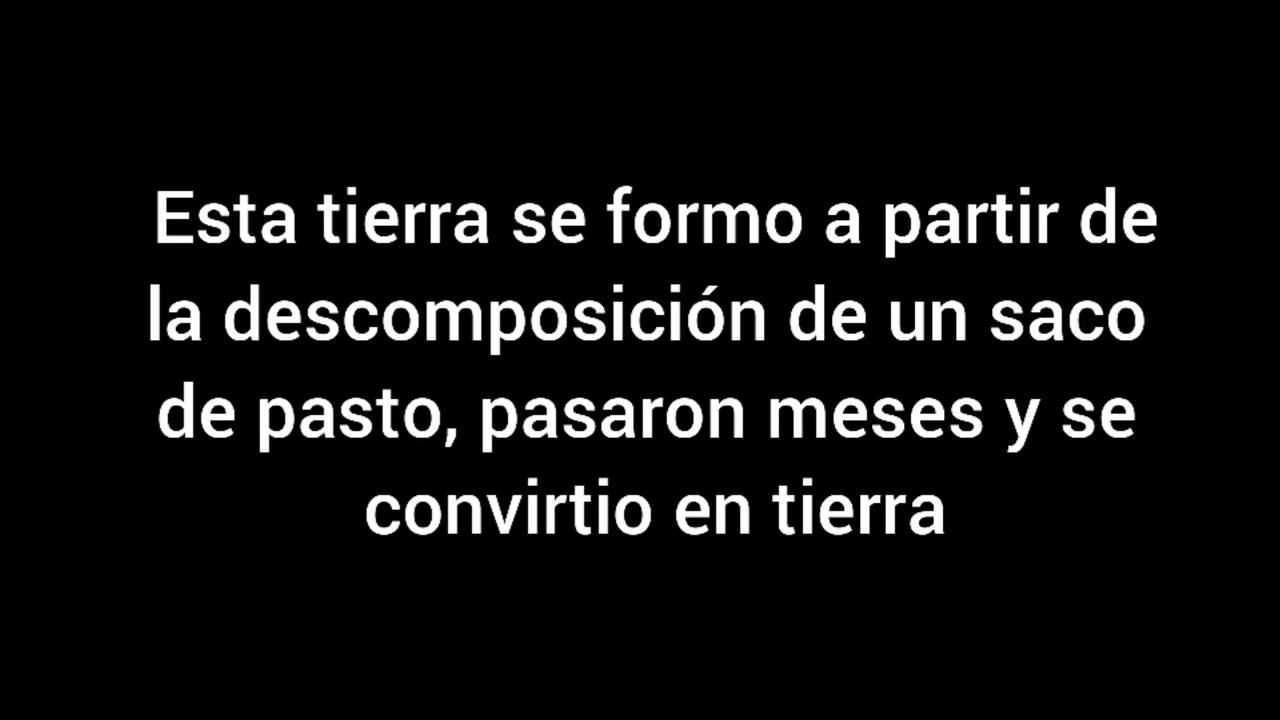 Esta tierra se formo a partir de
la descomposición de un saco
de pasto, pasaron meses y se
convirtio en tierra